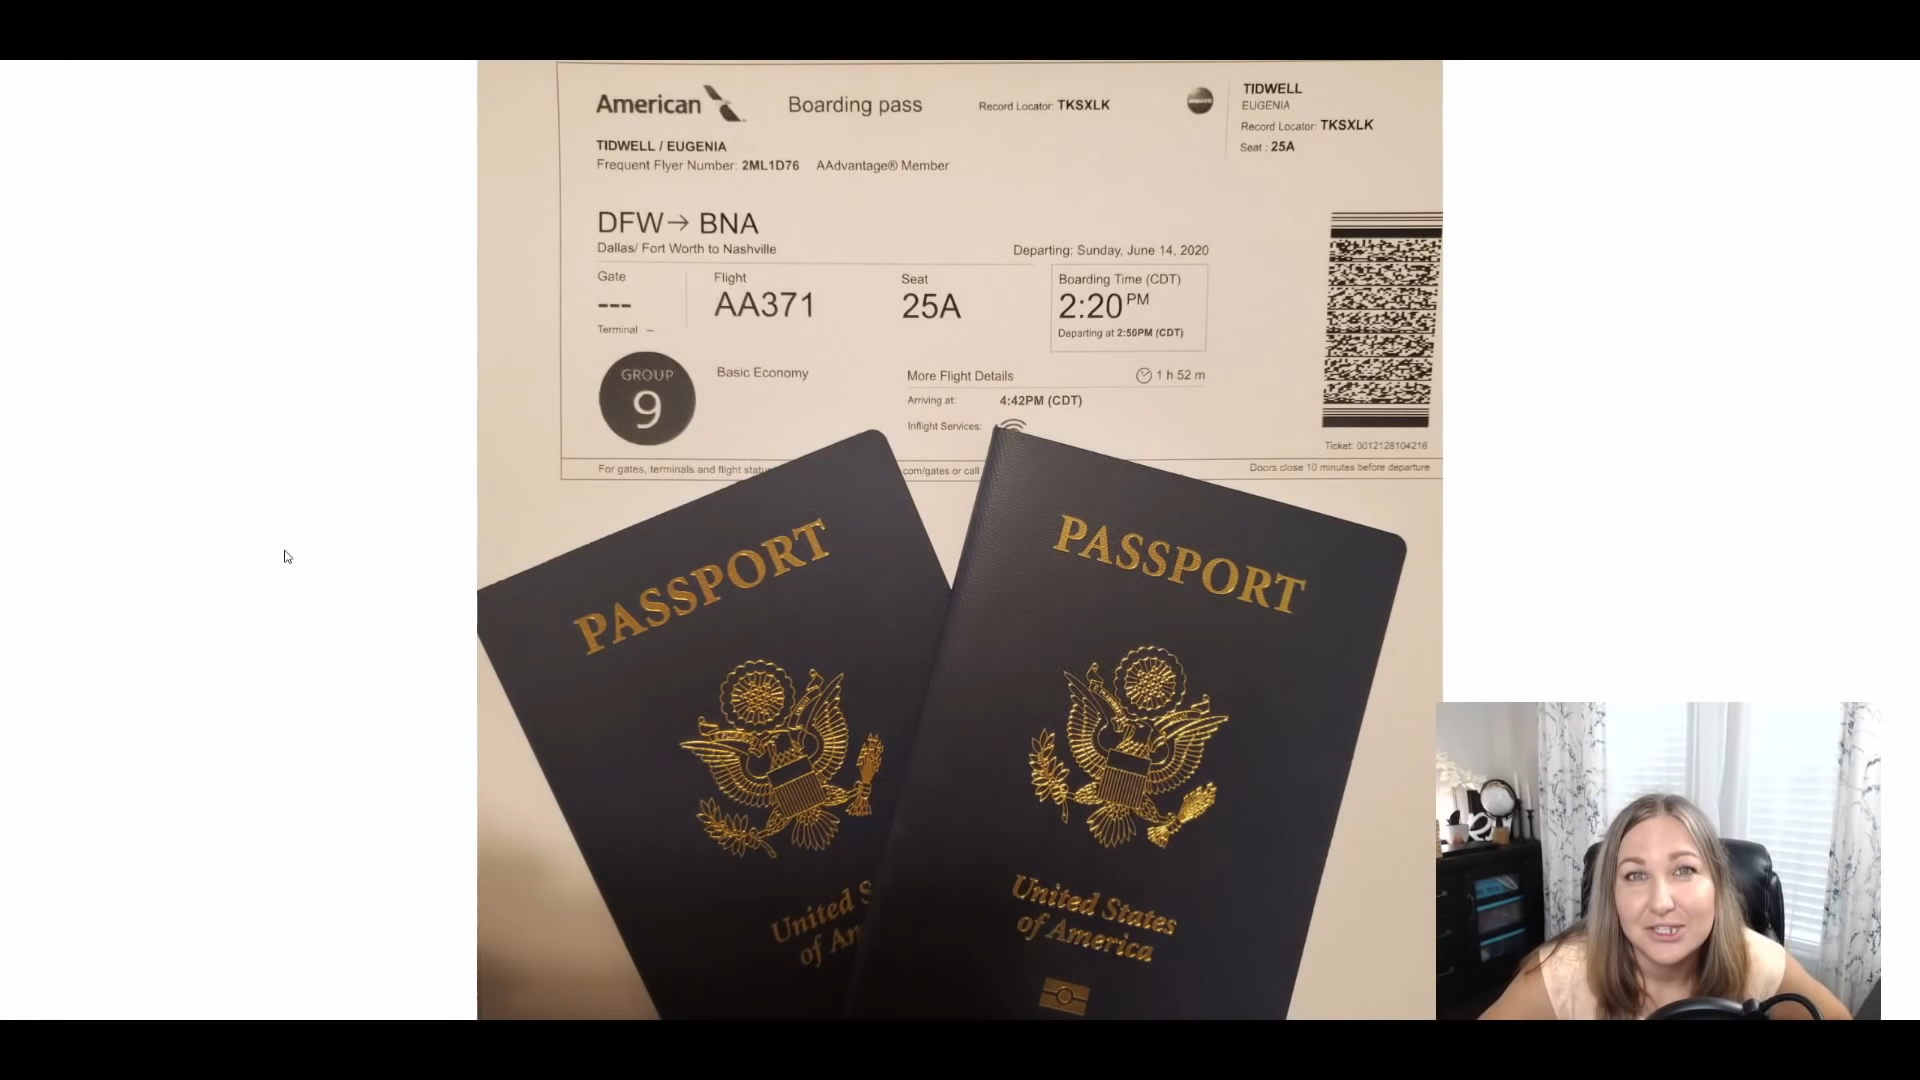 American
Boarding pass
Record Locator: TKSXLK
TIDWELL / EUGENIA
Frequent Flyer Number: 2ML1D76 AAdvantage® Member
DFW→ BNA
Dallas/ Fort Worth to Nashville
Departing: Sunday, June 14, 2020
Gate
---
Terminal --
Flight
AA371
Seat
25A
Boarding Time (CDT)
2:20 PM
Departing at 2:50PM (CDT)
GROUP
9
Basic Economy
More Flight Details
1 h 52 m
Arriving at: 4:42PM (CDT)
Inflight Services:
For gates, terminals and flight status
com/gates or call
Doors close 10 minutes before departure
TIDWELL
EUGENIA
Record Locator: TKSXLK
Seat : 25A
Ticket: 0012128104216
PASSPORT
United S
of Am
PASSPORT
United States
of America